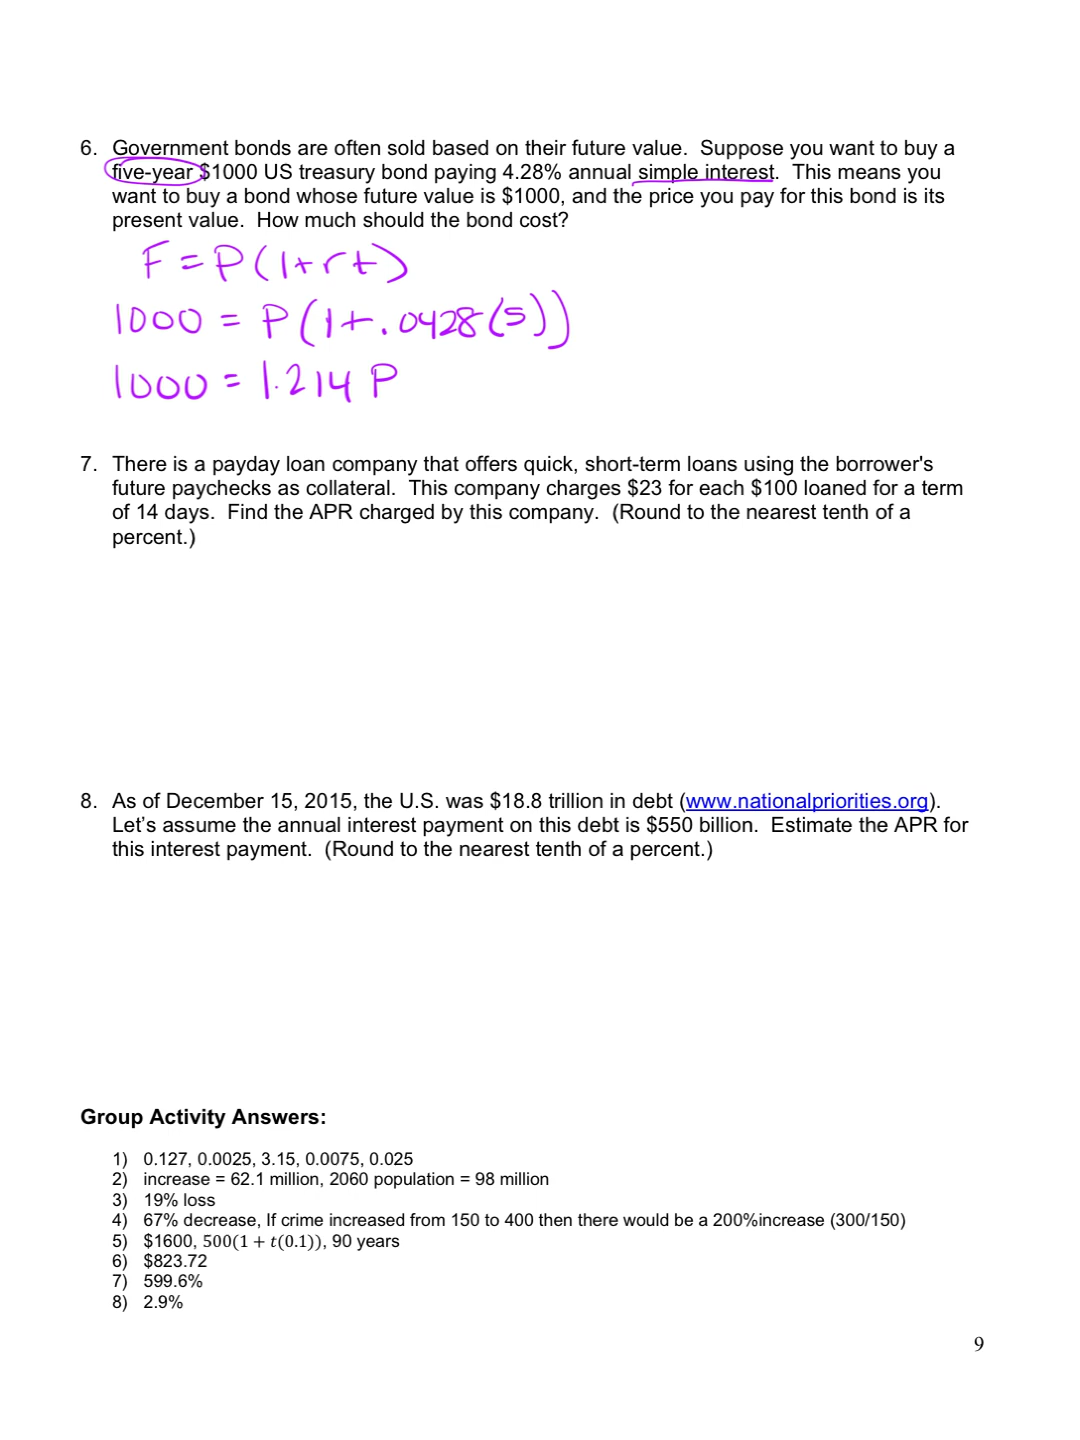 6. Government bonds are often sold based on their future value. Suppose you want to buy a
five-year $1000 US treasury bond paying 4.28% annual simple interest. This means you
want to buy a bond whose future value is $1000, and the price you pay for this bond is its
present value. How much should the bond cost?
F = P(1+rt)
1000 = P(1+.0428(5))
1000 = 1.214 P
7. There is a payday loan company that offers quick, short-term loans using the borrower's
future paychecks as collateral. This company charges $23 for each $100 loaned for a term
of 14 days. Find the APR charged by this company. (Round to the nearest tenth of a
percent.)
8. As of December 15, 2015, the U.S. was $18.8 trillion in debt (www.nationalpriorities.org).
Let’s assume the annual interest payment on this debt is $550 billion. Estimate the APR for
this interest payment. (Round to the nearest tenth of a percent.)
Group Activity Answers:
1) 0.127, 0.0025, 3.15, 0.0075, 0.025
2) increase = 62.1 million, 2060 population = 98 million
3) 19% loss
4) 67% decrease, If crime increased from 150 to 400 then there would be a 200%increase (300/150)
5) $1600, 500(1 + t(0.1)), 90 years
6) $823.72
7) 599.6%
8) 2.9%
9